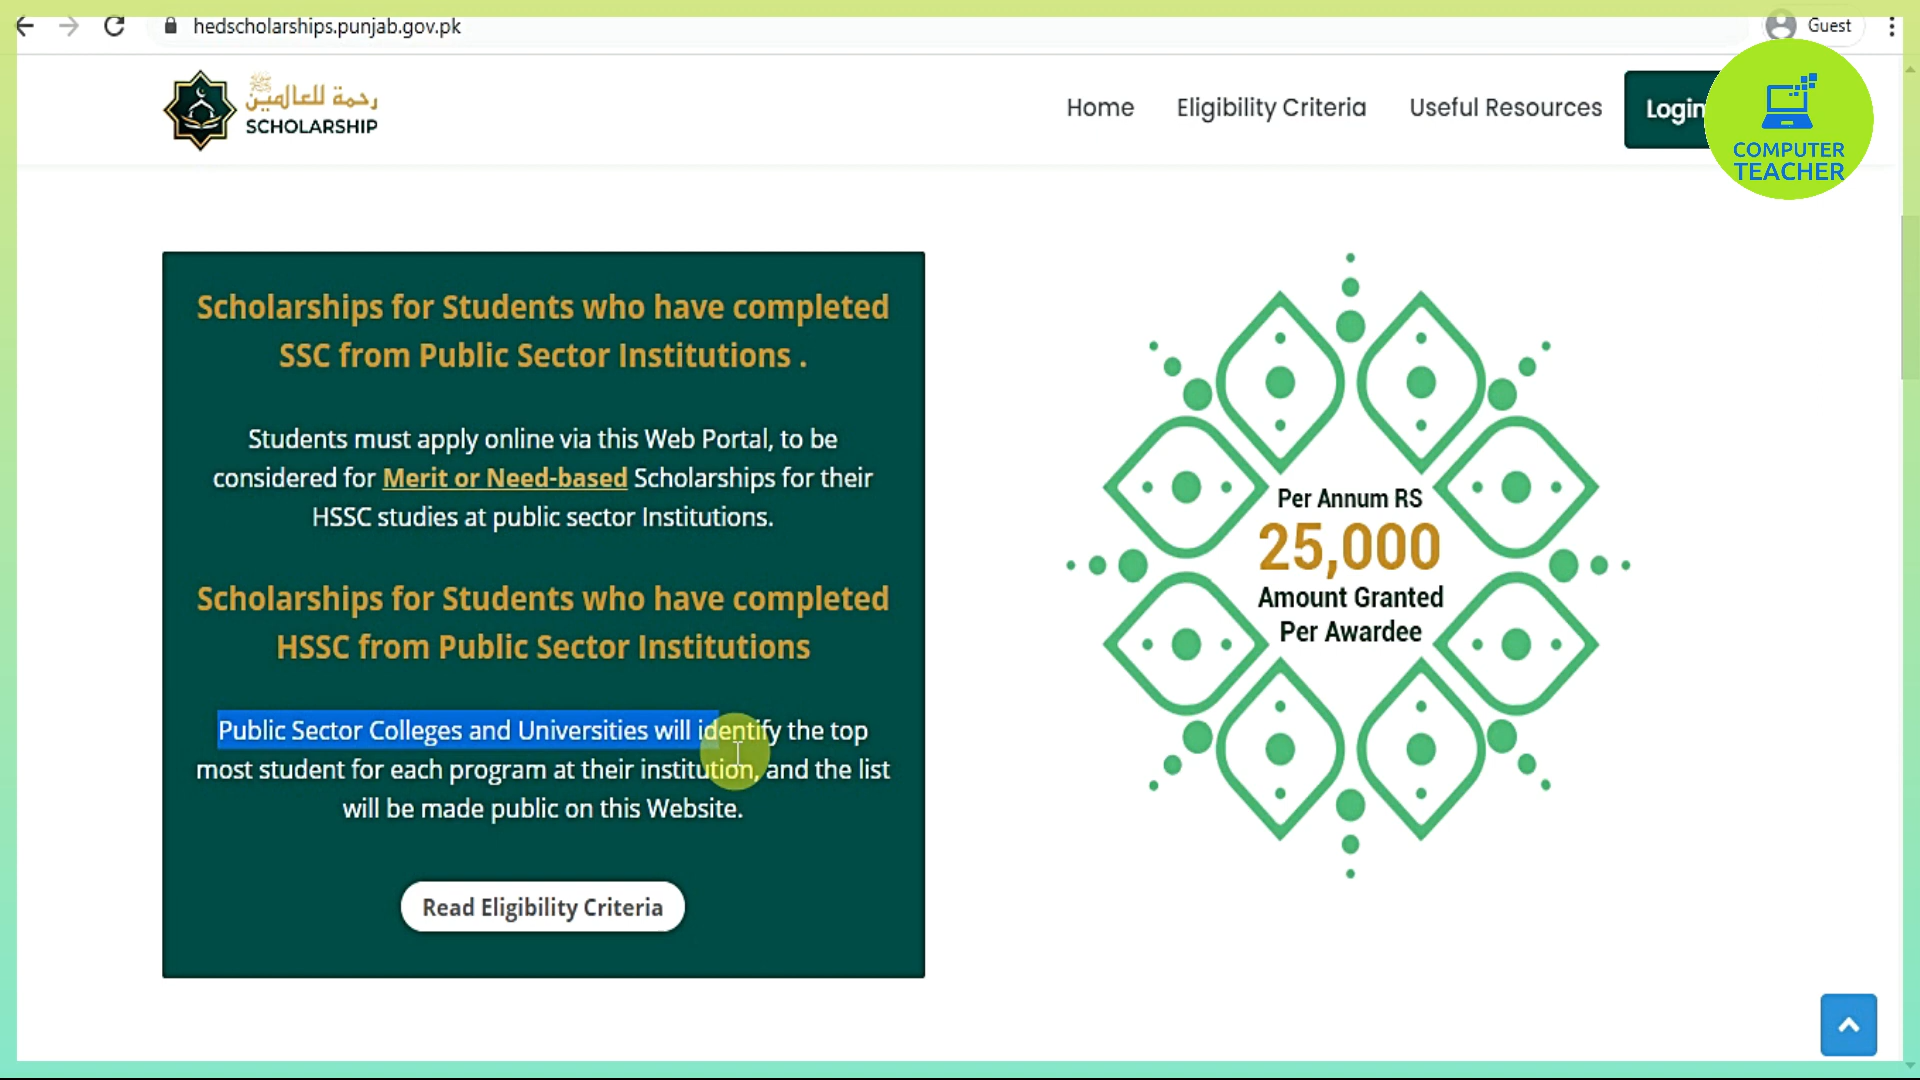 hedscholarships.punjab.gov.pk
Guest
رحمة للعالمين
SCHOLARSHIP
Home
Eligibility Criteria
Useful Resources
Login
COMPUTER
TEACHER
Scholarships for Students who have completed
SSC from Public Sector Institutions .
Students must apply online via this Web Portal, to be
considered for Merit or Need-based Scholarships for their
HSSC studies at public sector Institutions.
Scholarships for Students who have completed
HSSC from Public Sector Institutions
Public Sector Colleges and Universities will identify the top
most student for each program at their institution, and the list
will be made public on this Website.
Read Eligibility Criteria
Per Annum RS
25,000
Amount Granted
Per Awardee